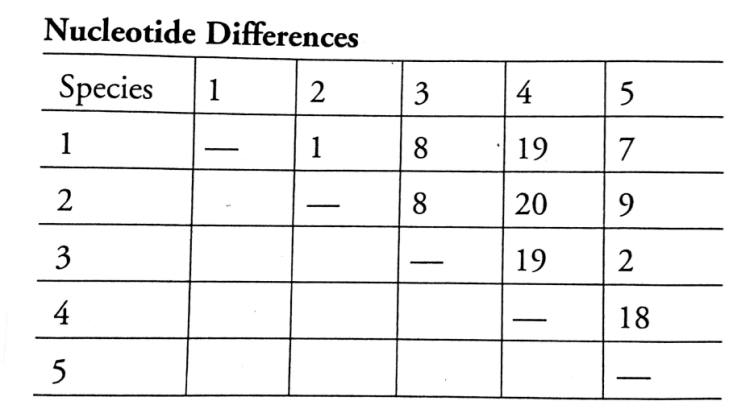 Nucleotide Differences
Species 1 2 3 4 5
1 — 1 8 19 7
2 — 8 20 9
3 — 19 2
4 — 18
5 —